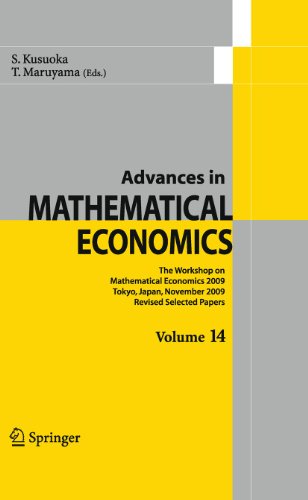 S. Kusuoka
T. Maruyama (Eds.)
Advances in
MATHEMATICAL
ECONOMICS
The Workshop on
Mathematical Economics 2009
Tokyo, Japan, November 2009
Revised Selected Papers
Volume 14
Springer